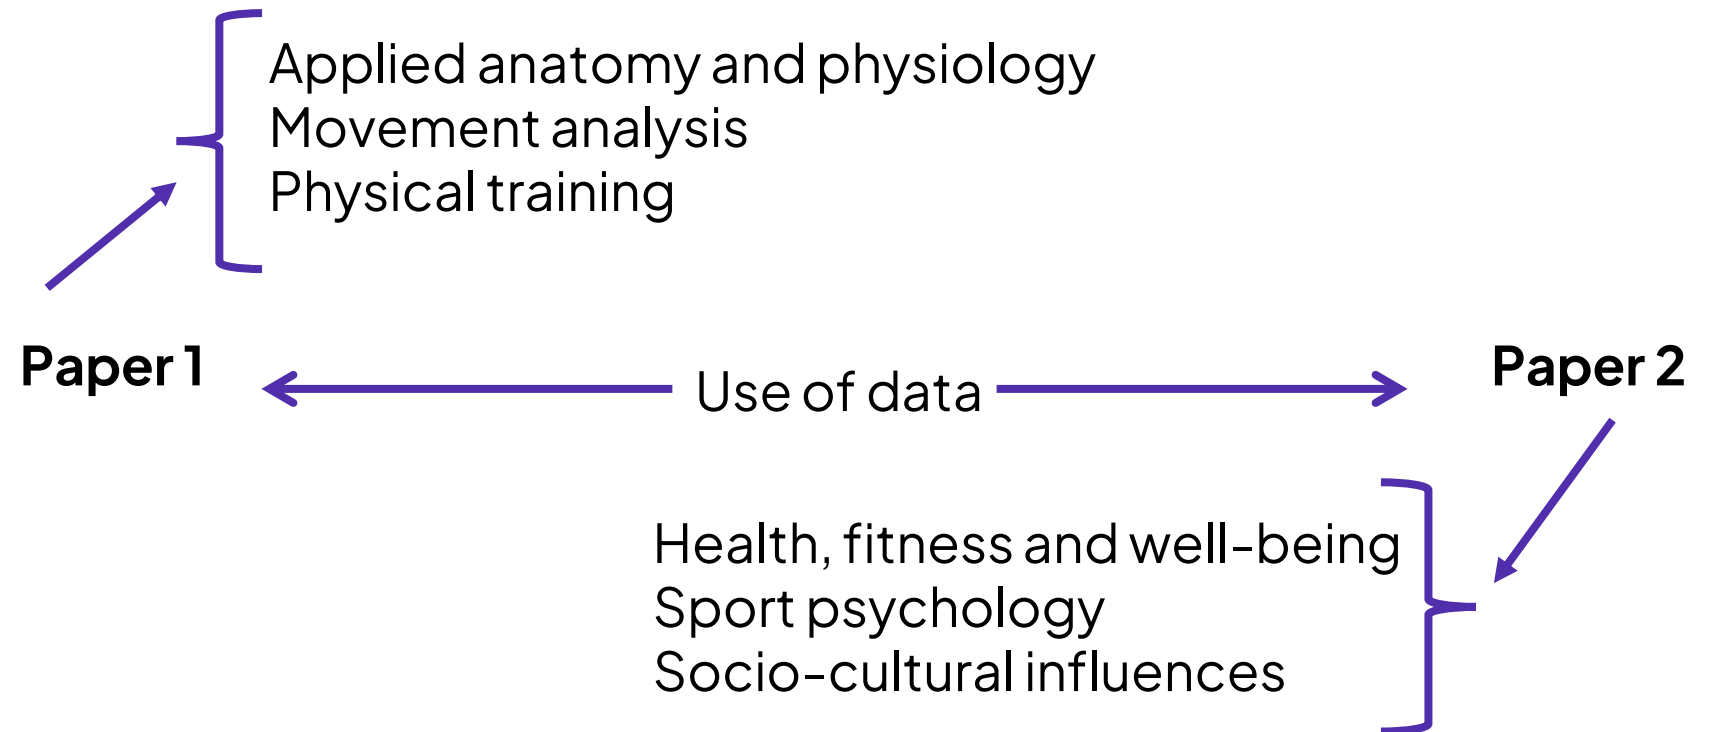 Applied anatomy and physiology
Movement analysis
Physical training
Paper 1
Use of data
Paper 2
Health, fitness and well-being
Sport psychology
Socio-cultural influences